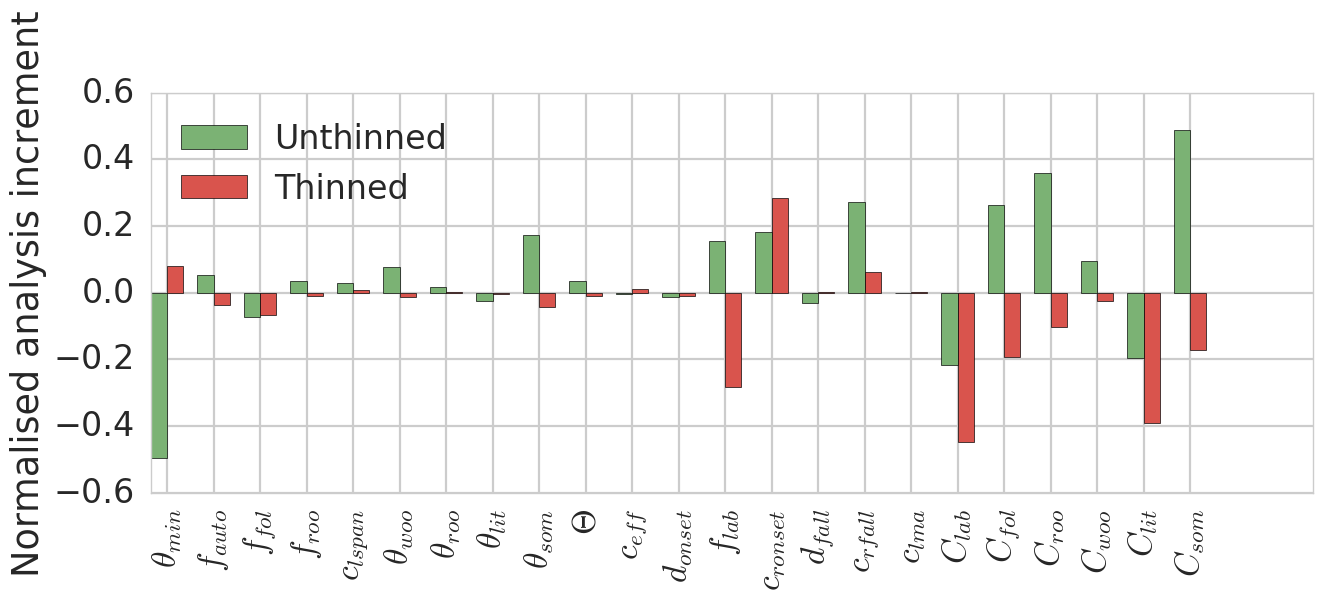 Normalised analysis increment
0.6
0.4
0.2
0.0
−0.2
−0.4
−0.6
Unthinned
Thinned
θmin
fauto
ffol
froo
clspan
θwoo
θroo
θlit
θsom
Θ
ceff
donset
flab
cronset
dfall
crfall
clma
Clab
Cfol
Croo
Cwoo
Clit
Csom